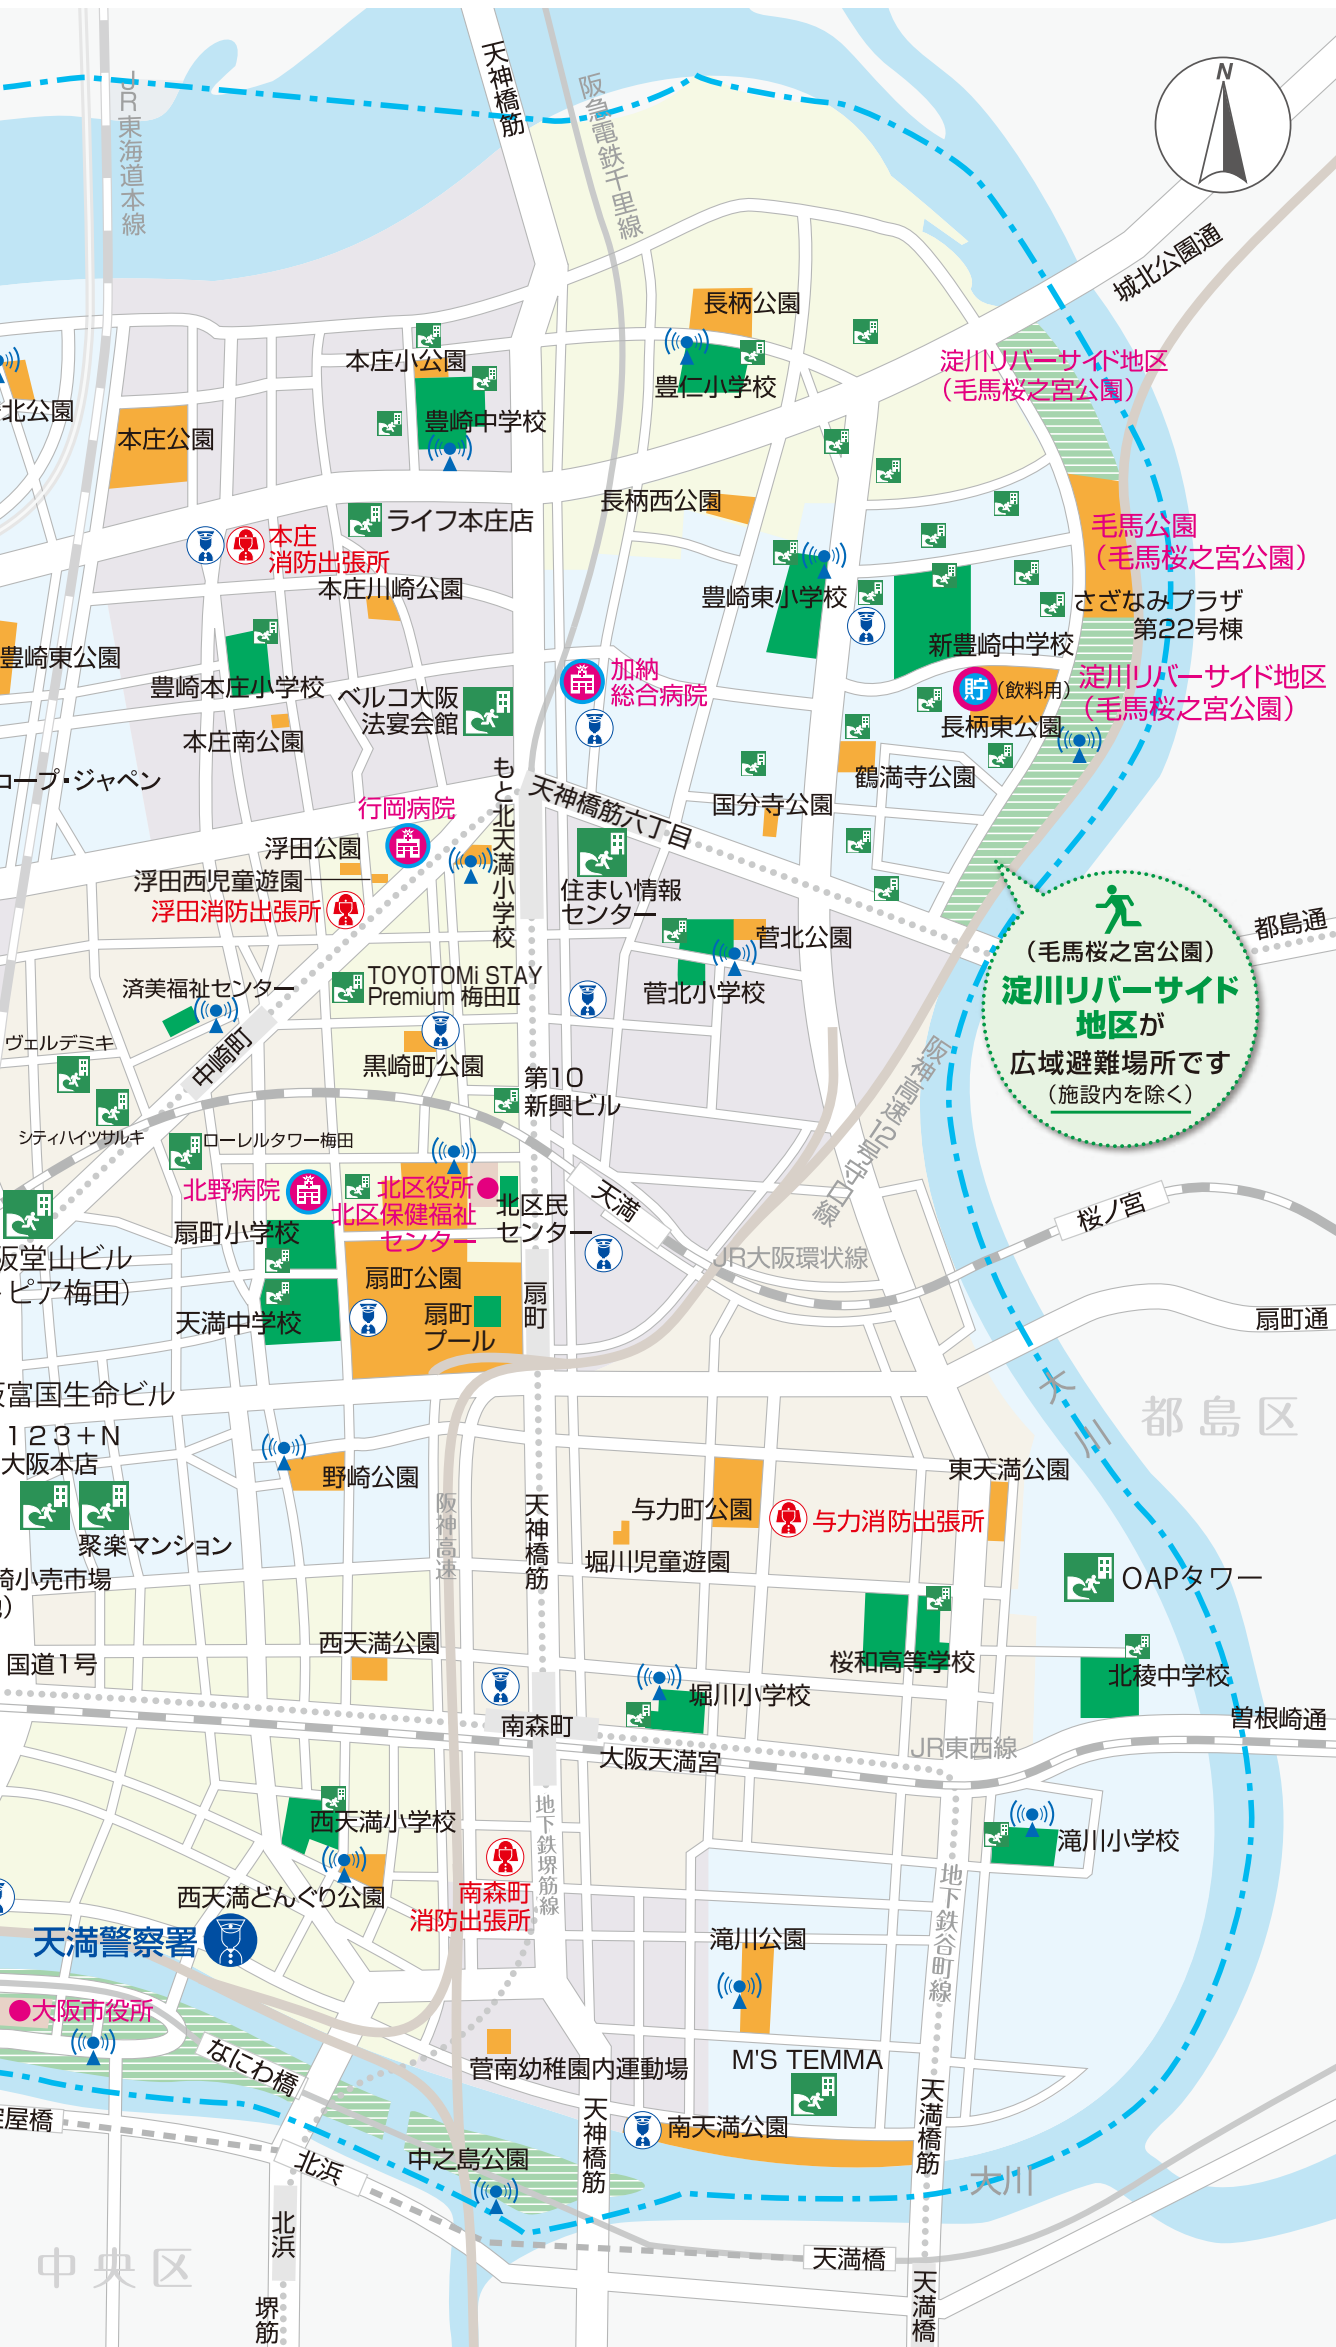 N
天神橋筋
阪急電鉄千里線
JR東海道本線
城北公園通
長柄公園
本庄小公園
豊仁小学校
淀川リバーサイド地区
（毛馬桜之宮公園）
北公園
本庄公園
豊崎中学校
長柄西公園
ライフ本庄店
毛馬公園
（毛馬桜之宮公園）
本庄
消防出張所
本庄川崎公園
豊崎東小学校
さざなみプラザ
第22号棟
新豊崎中学校
豊崎東公園
豊崎本庄小学校
ベルコ大阪
法宴会館
加納
総合病院
貯
（飲料用）
淀川リバーサイド地区
（毛馬桜之宮公園）
長柄東公園
本庄南公園
コープ・ジャペン
もと北天満小学校
天神橋筋六丁目
鶴満寺公園
国分寺公園
行岡病院
浮田公園
浮田西児童遊園
浮田消防出張所
住まい情報
センター
菅北公園
菅北小学校
都島通
（毛馬桜之宮公園）
淀川リバーサイド
地区が
広域避難場所です
（施設内を除く）
済美福祉センター
TOYOTOMi STAY
Premium 梅田Ⅱ
ヴェルデミキ
中崎町
黒崎町公園
阪神高速12号守口線
第10
新興ビル
シティハイツサルキ
ローレルタワー梅田
北野病院
北区役所
北区保健福祉
センター
北区民
センター
天満
桜ノ宮
扇町小学校
阪堂山ビル
ピア梅田）
扇町公園
扇町
プール
扇町
JR大阪環状線
天満中学校
扇町通
大川
都島区
富国生命ビル
123+N
大阪本店
野崎公園
阪神高速
天神橋筋
与力町公園
与力消防出張所
東天満公園
聚楽マンション
堀川児童遊園
OAPタワー
崎小売市場
西天満公園
国道1号
桜和高等学校
北稜中学校
堀川小学校
南森町
大阪天満宮
JR東西線
曽根崎通
西天満小学校
地下鉄堺筋線
滝川小学校
地下鉄谷町線
西天満どんぐり公園
南森町
消防出張所
天満警察署
滝川公園
大阪市役所
なにわ橋
菅南幼稚園内運動場
M'S TEMMA
淀屋橋
北浜
中之島公園
天神橋筋
南天満公園
天満橋筋
大川
北浜
中央区
天満橋
天満橋
堺筋